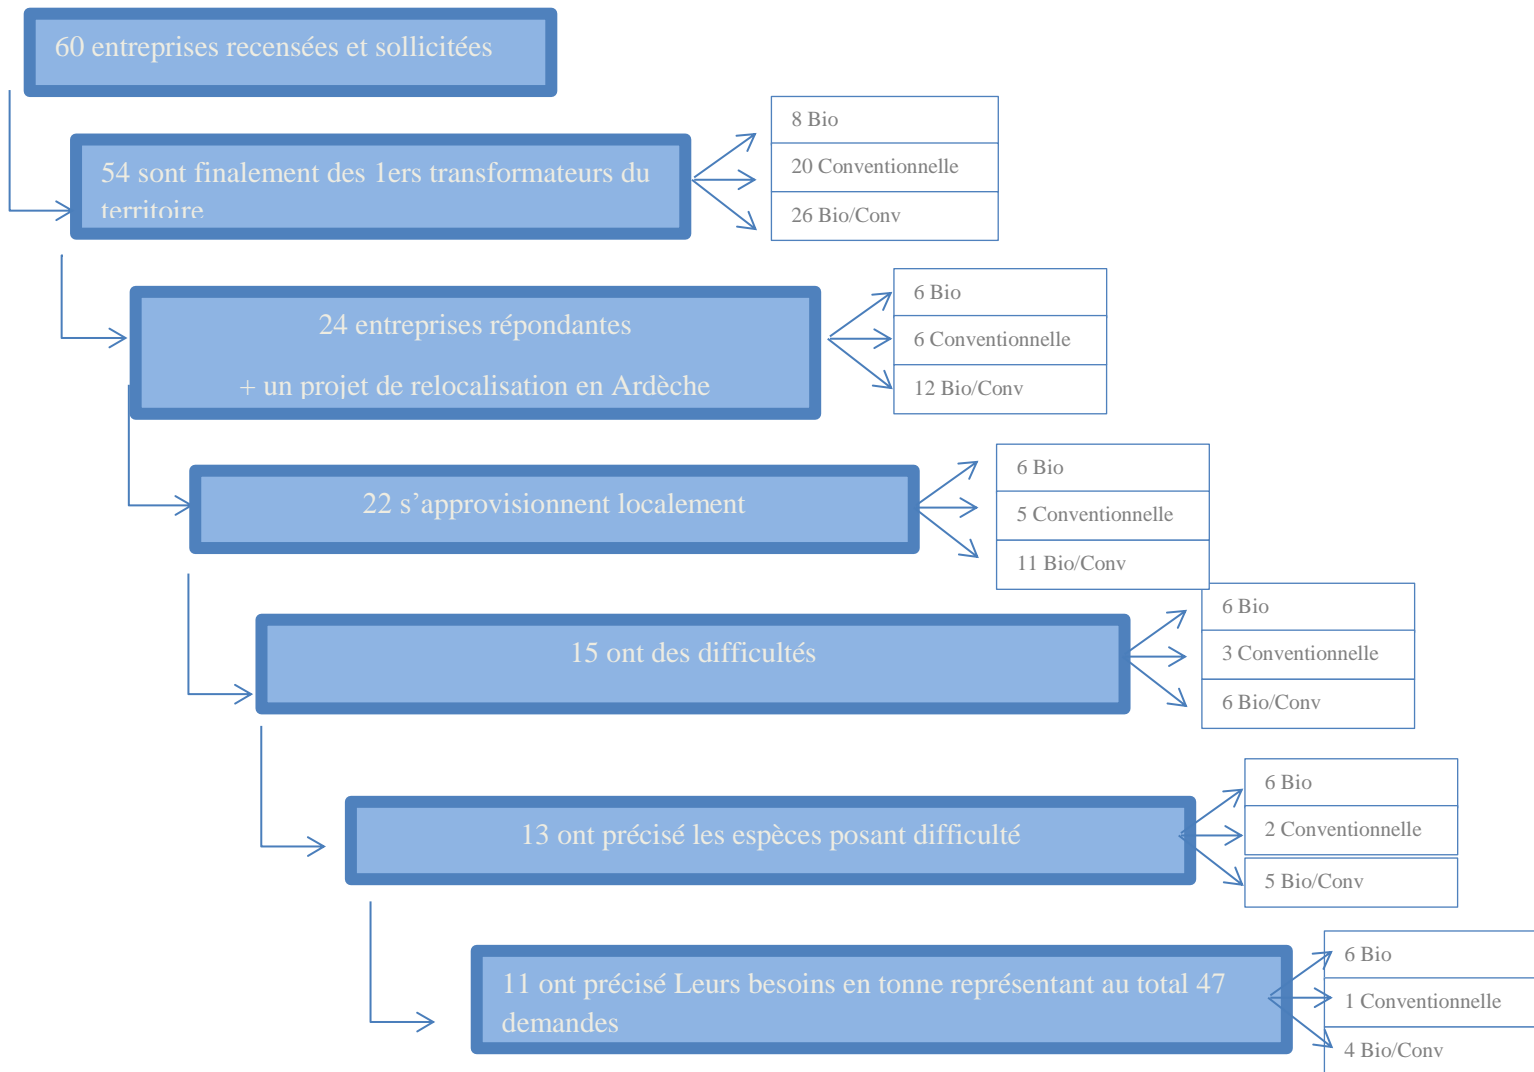 60 entreprises recensées et sollicitées
54 sont finalement des 1ers transformateurs du
territoire
8 Bio
20 Conventionnelle
26 Bio/Conv
24 entreprises répondantes
+ un projet de relocalisation en Ardèche
6 Bio
6 Conventionnelle
12 Bio/Conv
22 s’approvisionnent localement
6 Bio
5 Conventionnelle
11 Bio/Conv
15 ont des difficultés
6 Bio
3 Conventionnelle
6 Bio/Conv
13 ont précisé les espèces posant difficulté
6 Bio
2 Conventionnelle
5 Bio/Conv
11 ont précisé Leurs besoins en tonne représentant au total 47
demandes
6 Bio
1 Conventionnelle
4 Bio/Conv